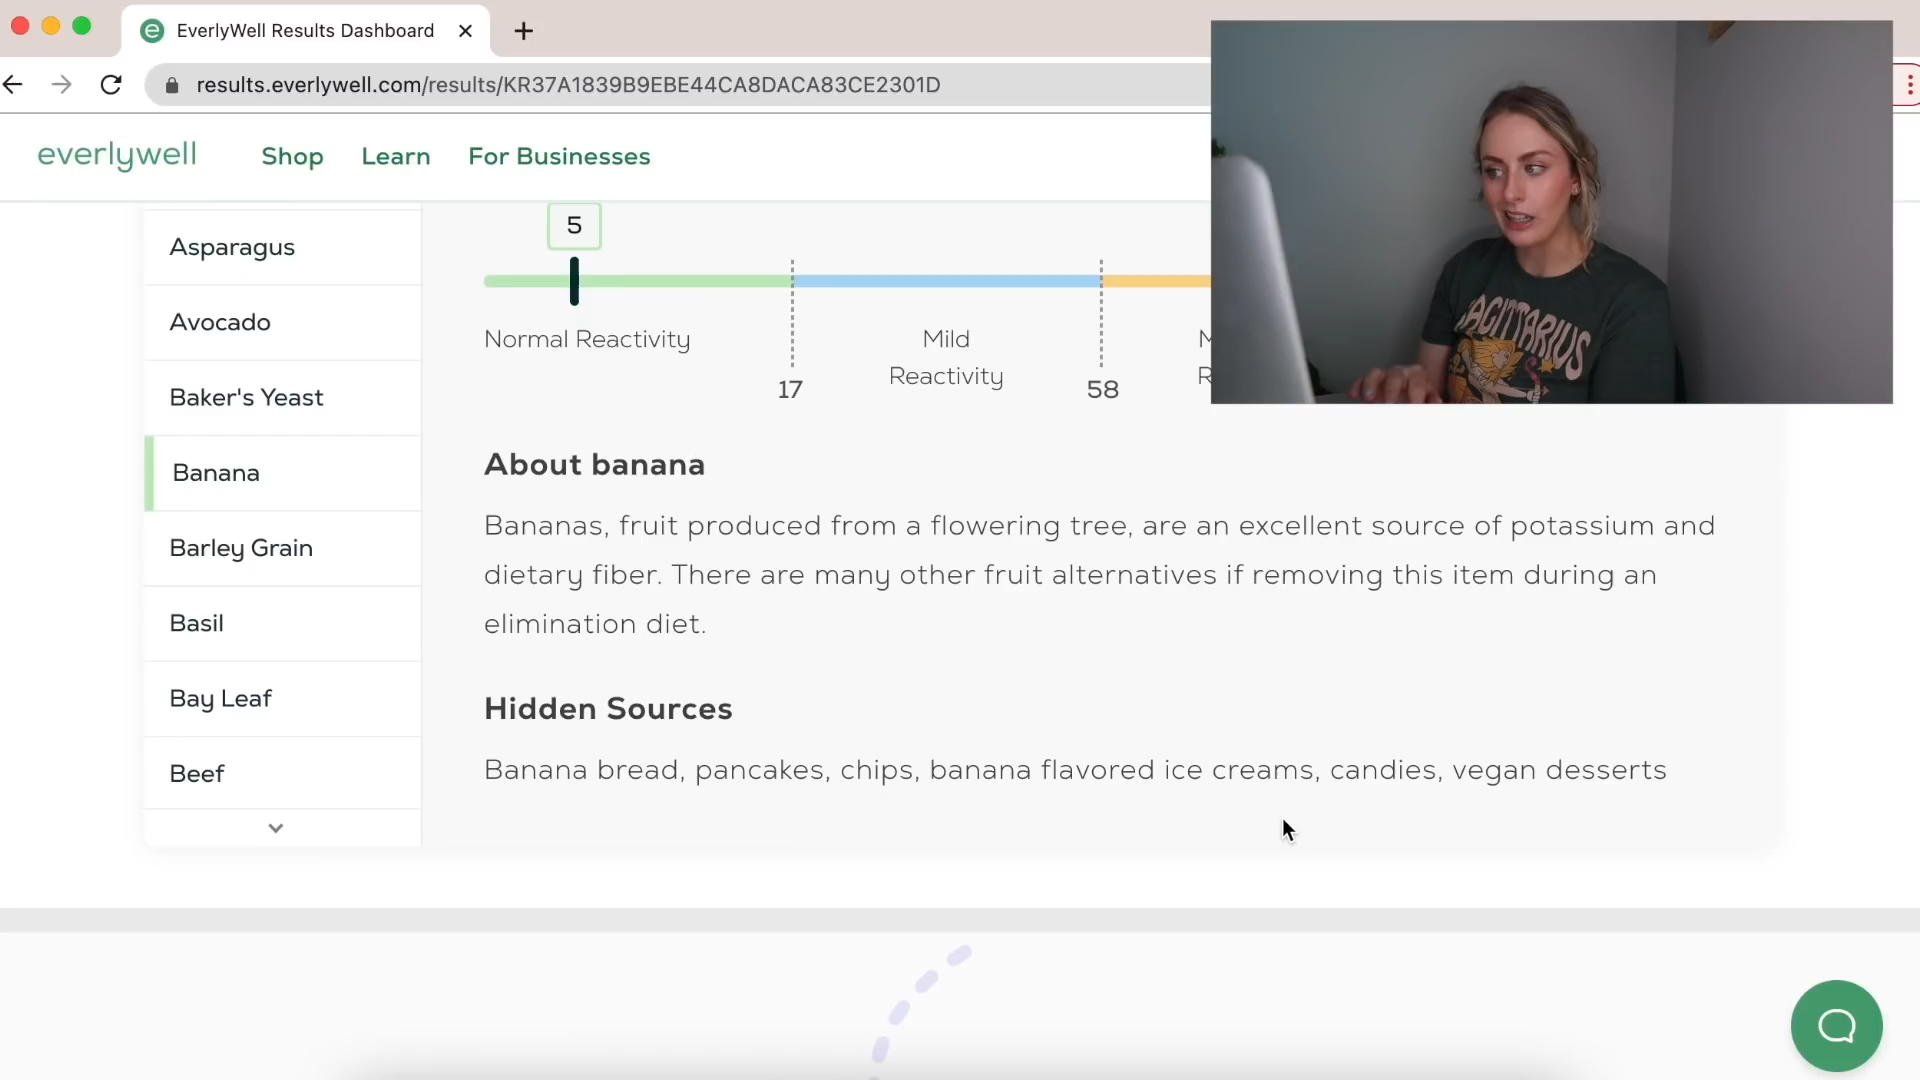 EverlyWell Results Dashboard
results.everlywell.com/results/KR37A1839B9EBE44CA8DACA83CE2301D
everlywell Shop Learn For Businesses
Asparagus
Avocado
Baker's Yeast
Banana
Barley Grain
Basil
Bay Leaf
Beef
5
Normal Reactivity
Mild
Reactivity
17
58
About banana
Bananas, fruit produced from a flowering tree, are an excellent source of potassium and
dietary fiber. There are many other fruit alternatives if removing this item during an
elimination diet.
Hidden Sources
Banana bread, pancakes, chips, banana flavored ice creams, candies, vegan desserts
SAGITTARIUS